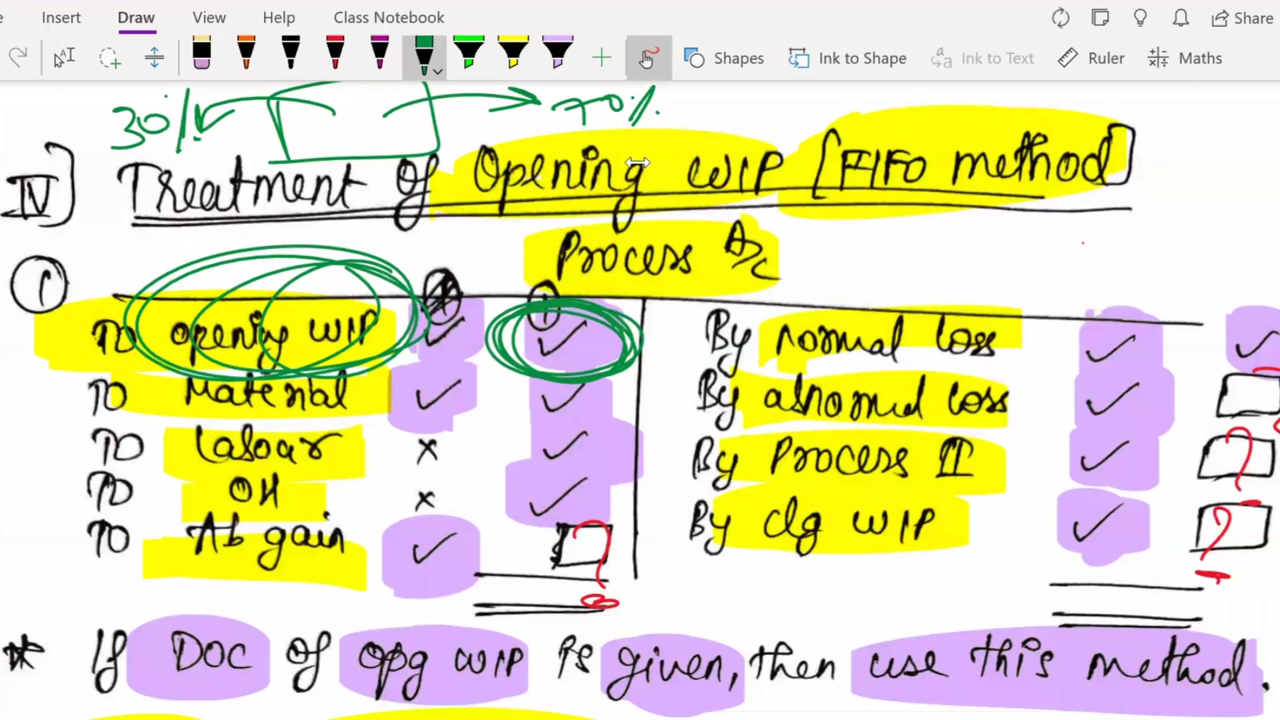 Insert Draw View Help Class Notebook Share
Shapes Ink to Shape Ink to Text Ruler Maths
30% 70%
IV] Treatment of Opening WIP [FIFO method]
Process A/c
1
TO opening WIP ✓ 1 ✓ By normal loss ✓ ✓
TO Material ✓ ✓ By abnormal loss ✓
TO Labour × ✓ By Process II ✓ ?
TO OH × ✓ By clg WIP ✓ ?
TO Ab gain ✓ ?
* If DOC of opg WIP is given, then use this method.